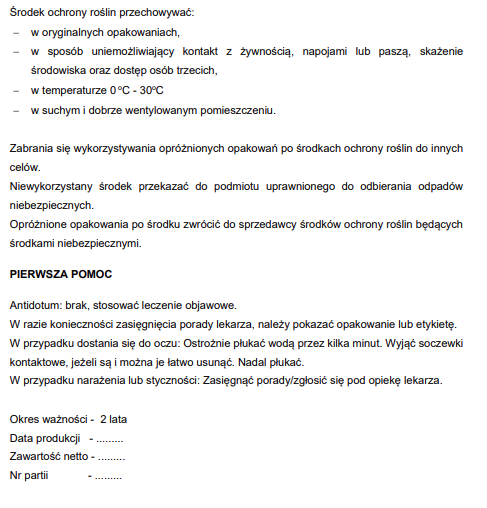 Środek ochrony roślin przechowywać:
– w oryginalnych opakowaniach,
– w sposób uniemożliwiający kontakt z żywnością, napojami lub paszą, skażenie
środowiska oraz dostęp osób trzecich,
– w temperaturze 0 ºC - 30ºC
– w suchym i dobrze wentylowanym pomieszczeniu.
Zabrania się wykorzystywania opróżnionych opakowań po środkach ochrony roślin do innych
celów.
Niewykorzystany środek przekazać do podmiotu uprawnionego do odbierania odpadów
niebezpiecznych.
Opróżnione opakowania po środku zwrócić do sprzedawcy środków ochrony roślin będących
środkami niebezpiecznymi.
PIERWSZA POMOC
Antidotum: brak, stosować leczenie objawowe.
W razie konieczności zasięgnięcia porady lekarza, należy pokazać opakowanie lub etykietę.
W przypadku dostania się do oczu: Ostrożnie płukać wodą przez kilka minut. Wyjąć soczewki
kontaktowe, jeżeli są i można je łatwo usunąć. Nadal płukać.
W przypadku narażenia lub styczności: Zasięgnąć porady/zgłosić się pod opiekę lekarza.
Okres ważności - 2 lata
Data produkcji - .........
Zawartość netto - .........
Nr partii - .........